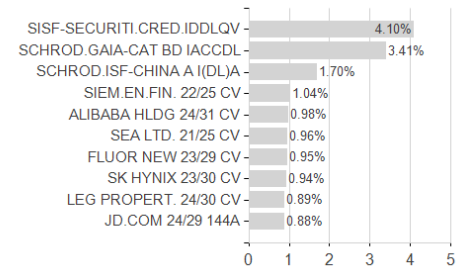 SISF-SECURITI.CRED.IDDLQV 4.10%
SCHROD.GAIA-CAT BD IACCDL 3.41%
SCHROD.ISF-CHINA A I(DL)A 1.70%
SIEM.EN.FIN. 22/25 CV 1.04%
ALIBABA HLDG 24/31 CV 0.98%
SEA LTD. 21/25 CV 0.96%
FLUOR NEW 23/29 CV 0.95%
SK HYNIX 23/30 CV 0.94%
LEG PROPERT. 24/30 CV 0.89%
JD.COM 24/29 144A 0.88%
0 1 2 3 4 5